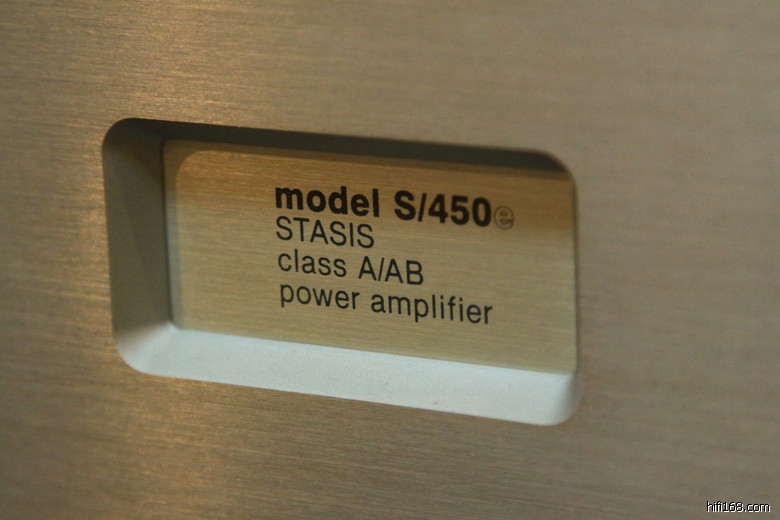 model S/450e
STASIS
class A/AB
power amplifier
hifi168.com